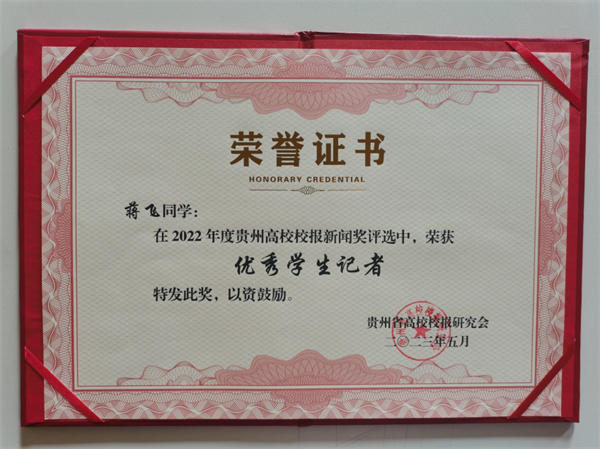 荣誉证书
HONORARY CREDENTIAL
蒋飞同学：
在2022年度贵州高校校报新闻奖评选中，荣获
优秀学生记者
特发此奖，以资鼓励。
贵州省高校校报研究会
二〇二三年五月